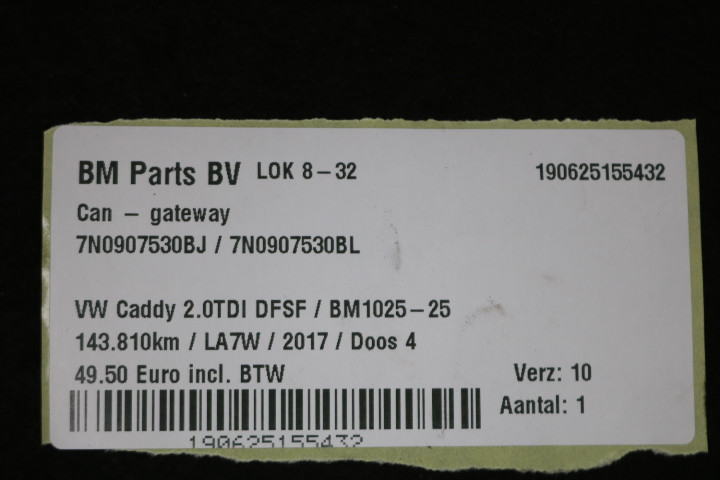 BM Parts BV LOK 8-32 190625155432
Can - gateway
7N0907530BJ / 7N0907530BL
VW Caddy 2.0TDI DFSF / BM1025-25
143.810km / LA7W / 2017 / Doos 4
49.50 Euro incl. BTW Verz: 10
Aantal: 1
190625155432